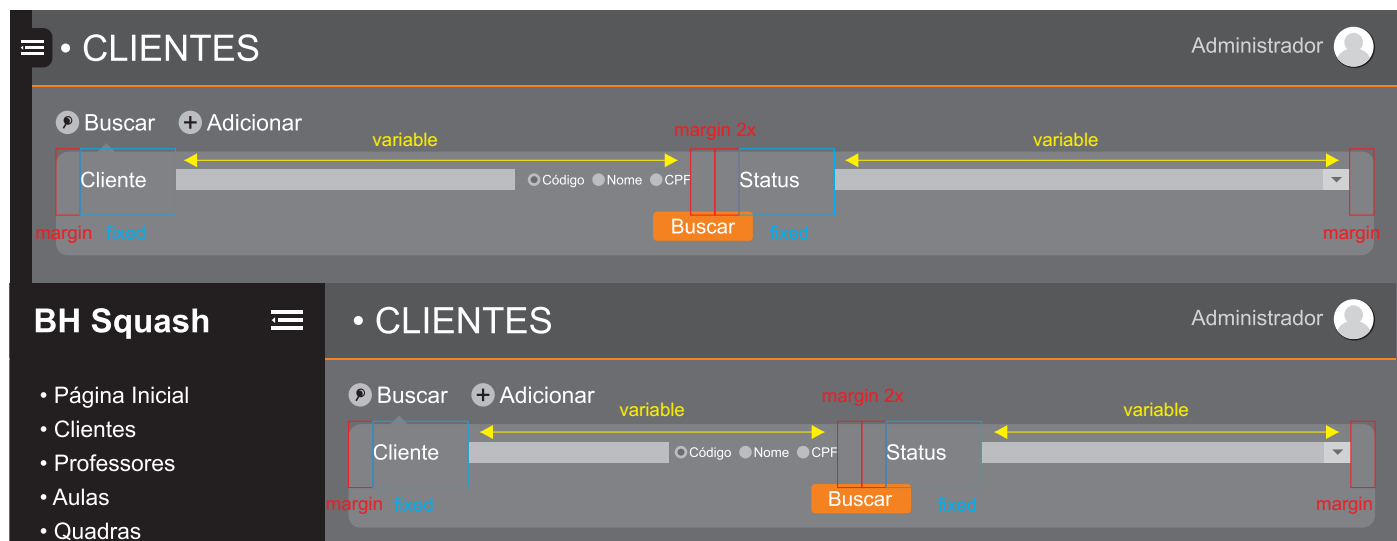 • CLIENTES
Administrador
Buscar Adicionar
variable margin 2x variable
Cliente Código Nome CPF Status
Buscar
margin fixed fixed margin
BH Squash
• CLIENTES
Administrador
• Página Inicial
• Clientes
• Professores
• Aulas
• Quadras
Buscar Adicionar
variable margin 2x variable
Cliente Código Nome CPF Status
Buscar
margin fixed fixed margin